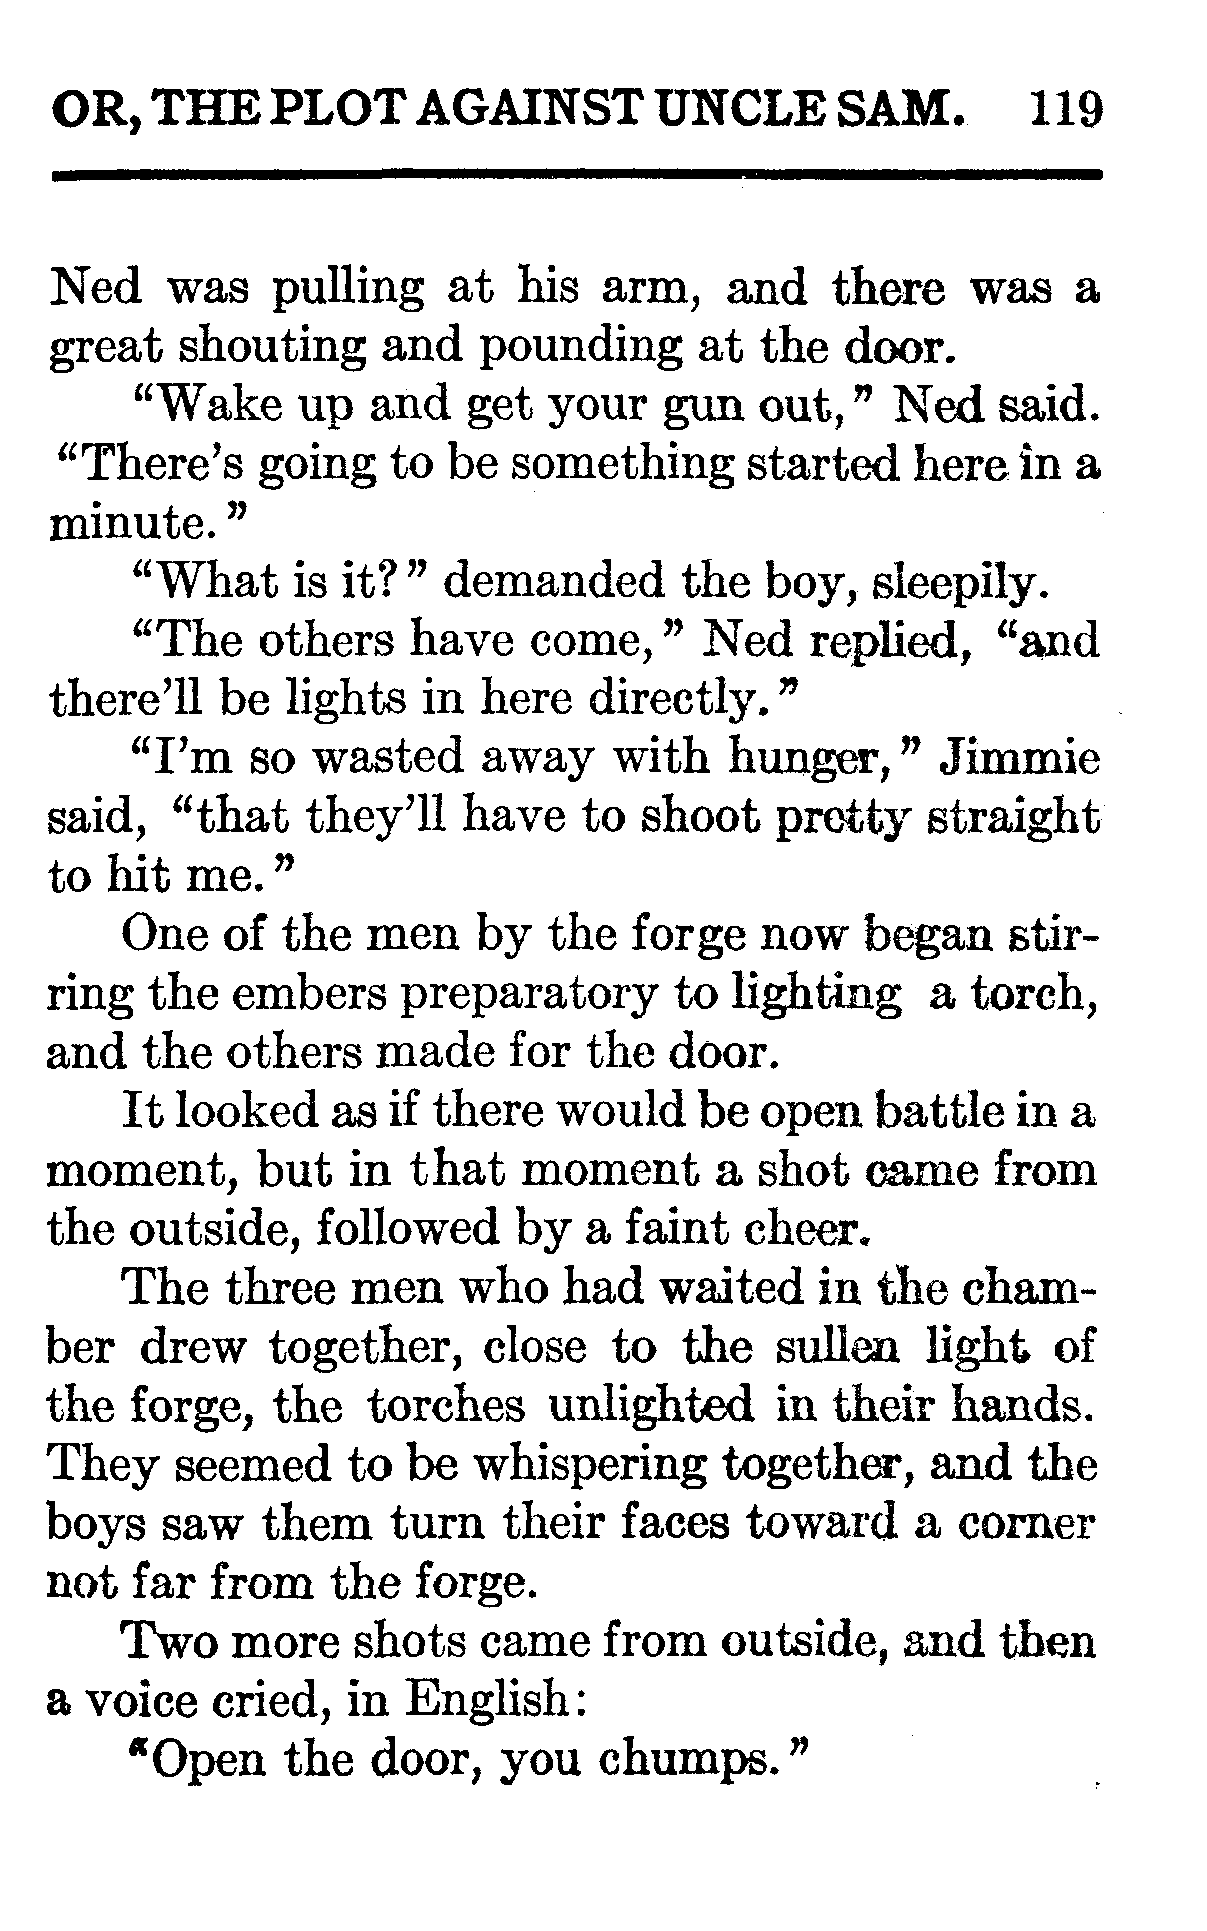 OR, THE PLOT AGAINST UNCLE SAM. 119
Ned was pulling at his arm, and there was a
great shouting and pounding at the door.
“Wake up and get your gun out,” Ned said.
“There’s going to be something started here in a
minute.”
“What is it?” demanded the boy, sleepily.
“The others have come,” Ned replied, “and
there’ll be lights in here directly.”
“I’m so wasted away with hunger,” Jimmie
said, “that they’ll have to shoot pretty straight
to hit me.”
One of the men by the forge now began stir-
ring the embers preparatory to lighting a torch,
and the others made for the door.
It looked as if there would be open battle in a
moment, but in that moment a shot came from
the outside, followed by a faint cheer.
The three men who had waited in the cham-
ber drew together, close to the sullen light of
the forge, the torches unlighted in their hands.
They seemed to be whispering together, and the
boys saw them turn their faces toward a corner
not far from the forge.
Two more shots came from outside, and then
a voice cried, in English:
“Open the door, you chumps.”